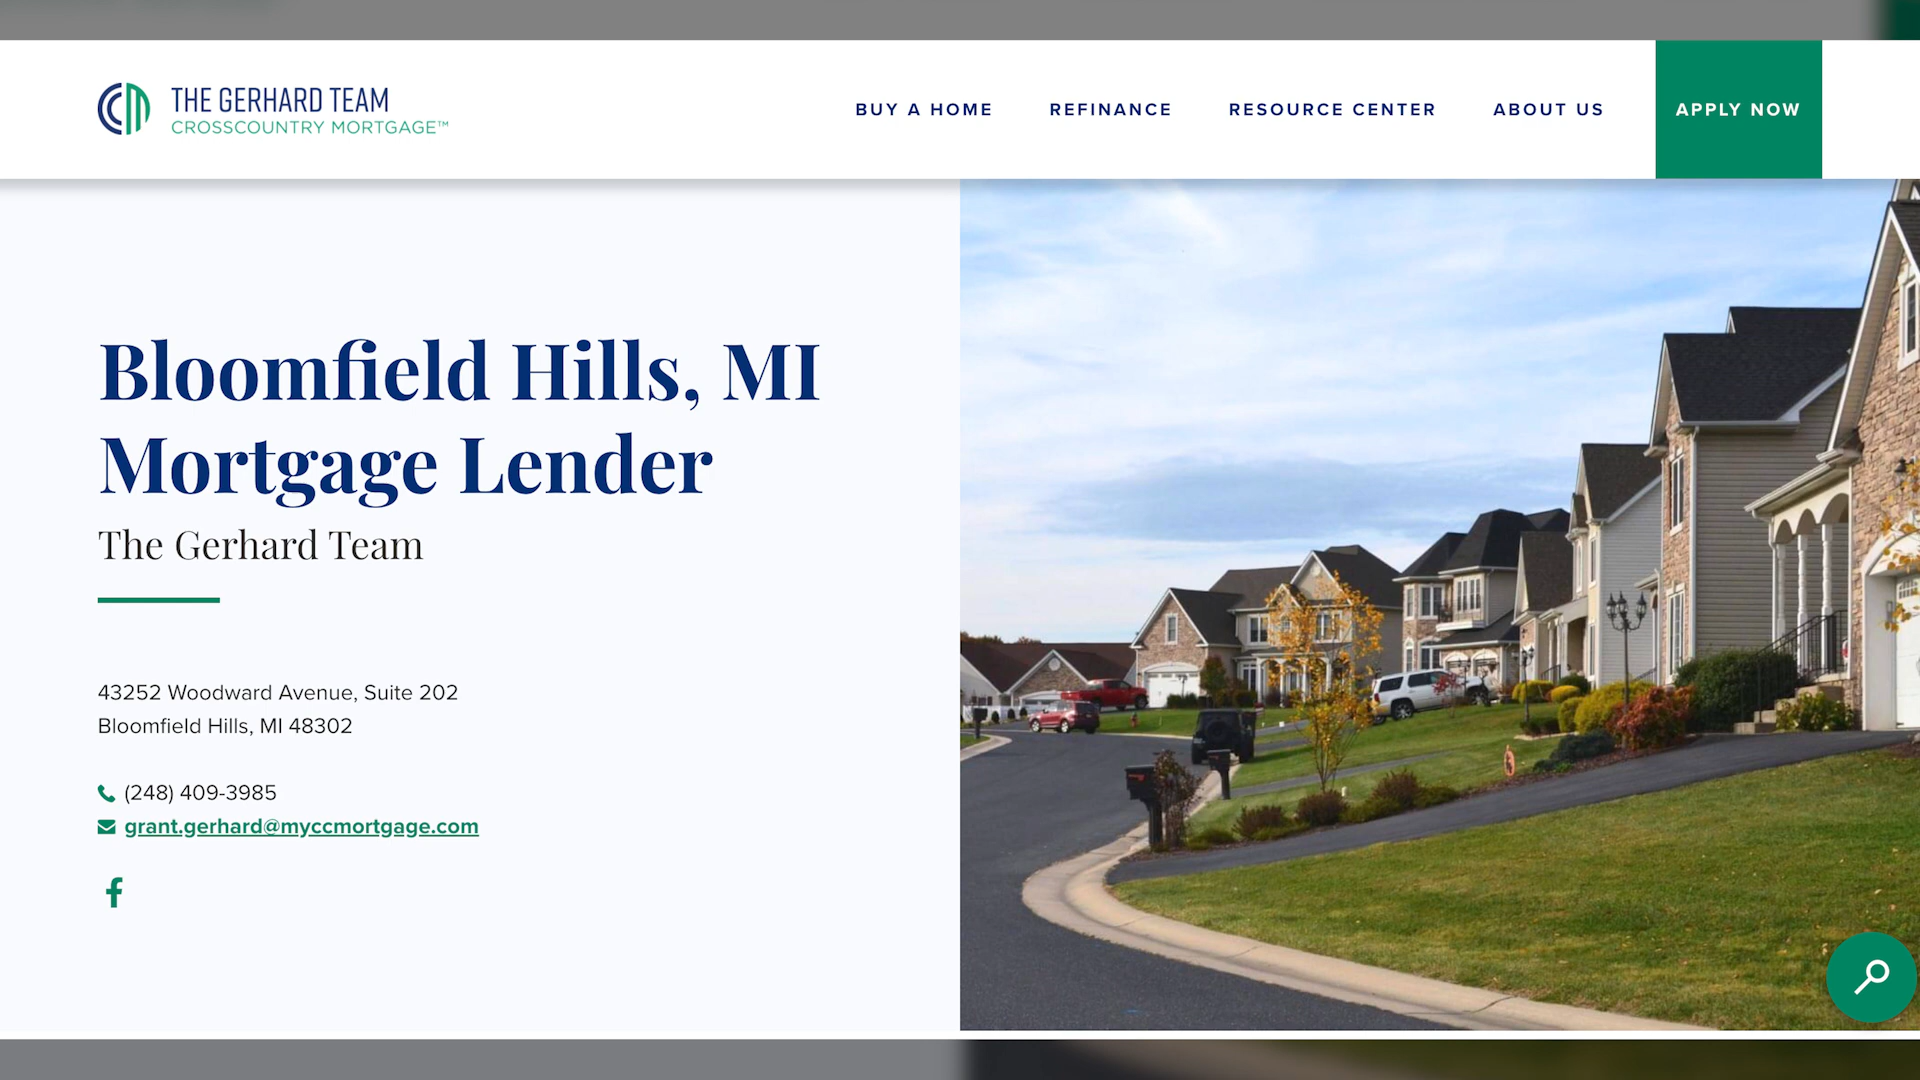 THE GERHARD TEAM
CROSSCOUNTRY MORTGAGE™
BUY A HOME
REFINANCE
RESOURCE CENTER
ABOUT US
APPLY NOW
Bloomfield Hills, MI
Mortgage Lender
The Gerhard Team
43252 Woodward Avenue, Suite 202
Bloomfield Hills, MI 48302
(248) 409-3985
grant.gerhard@myccmortgage.com